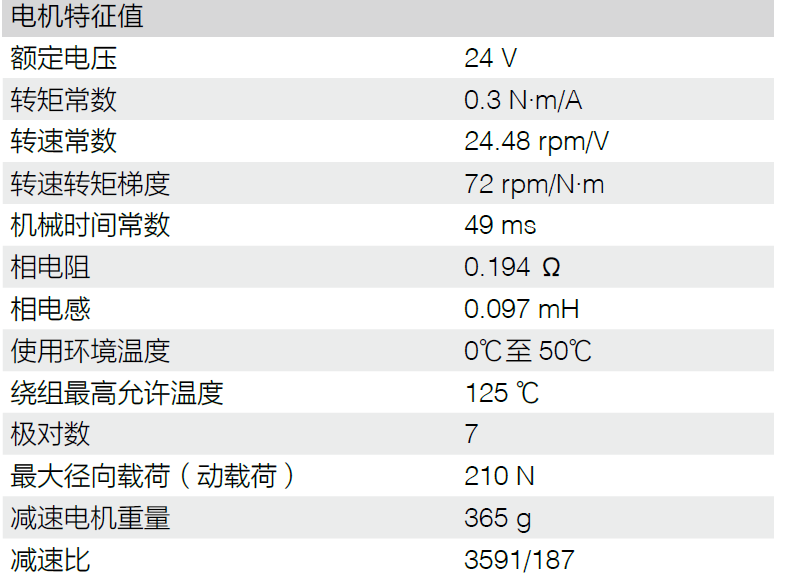 电机特征值
额定电压 24 V
转矩常数 0.3 N·m/A
转速常数 24.48 rpm/V
转速转矩梯度 72 rpm/N·m
机械时间常数 49 ms
相电阻 0.194 Ω
相电感 0.097 mH
使用环境温度 0℃至 50℃
绕组最高允许温度 125 ℃
极对数 7
最大径向载荷（动载荷） 210 N
减速电机重量 365 g
减速比 3591/187